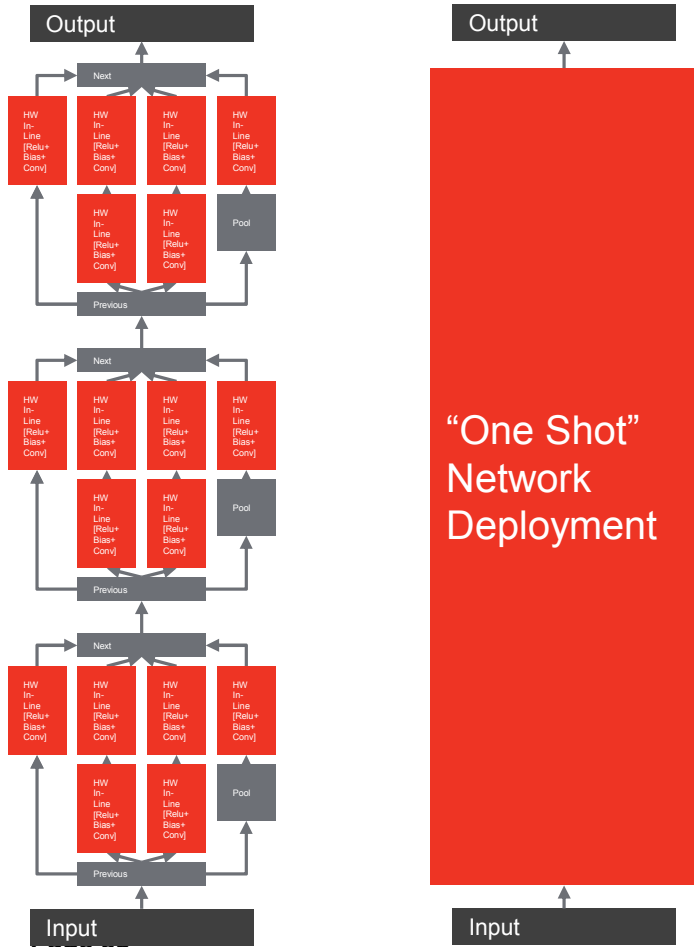 Output
Next
HW
In-
Line
[Relu+
Bias+
Conv]
HW
In-
Line
[Relu+
Bias+
Conv]
HW
In-
Line
[Relu+
Bias+
Conv]
HW
In-
Line
[Relu+
Bias+
Conv]
HW
In-
Line
[Relu+
Bias+
Conv]
HW
In-
Line
[Relu+
Bias+
Conv]
Pool
Previous
Next
HW
In-
Line
[Relu+
Bias+
Conv]
HW
In-
Line
[Relu+
Bias+
Conv]
HW
In-
Line
[Relu+
Bias+
Conv]
HW
In-
Line
[Relu+
Bias+
Conv]
HW
In-
Line
[Relu+
Bias+
Conv]
HW
In-
Line
[Relu+
Bias+
Conv]
Pool
Previous
Next
HW
In-
Line
[Relu+
Bias+
Conv]
HW
In-
Line
[Relu+
Bias+
Conv]
HW
In-
Line
[Relu+
Bias+
Conv]
HW
In-
Line
[Relu+
Bias+
Conv]
HW
In-
Line
[Relu+
Bias+
Conv]
HW
In-
Line
[Relu+
Bias+
Conv]
Pool
Previous
Input
Output
“One Shot”
Network
Deployment
Input